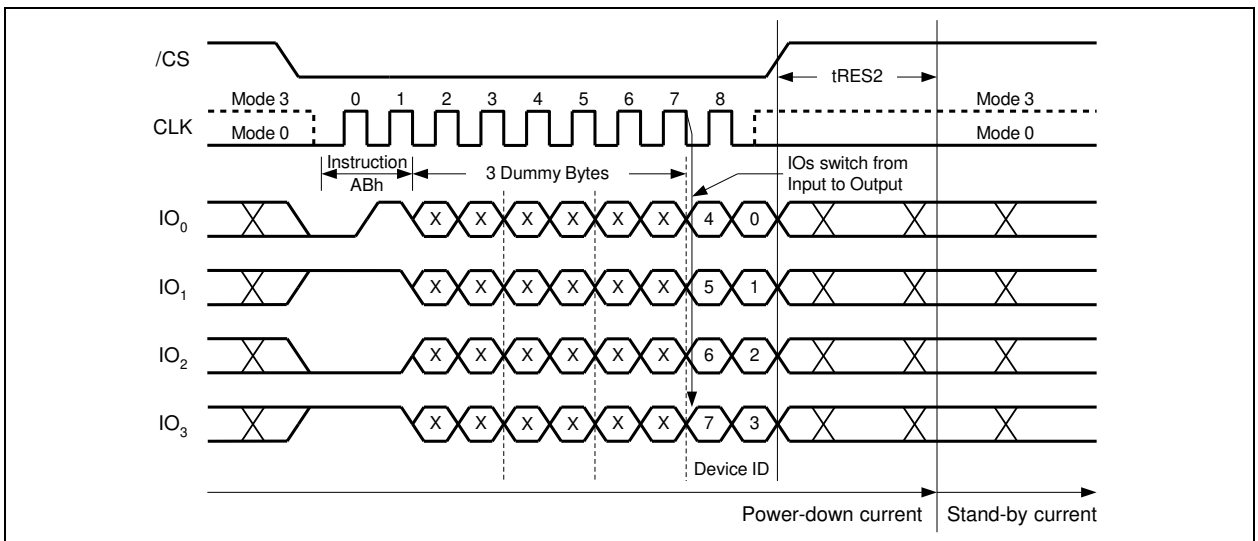 /CS
tRES2
Mode 3 0 1 2 3 4 5 6 7 8 Mode 3
CLK
Mode 0 Mode 0
Instruction
ABh
3 Dummy Bytes
IOs switch from
Input to Output
IO₀ X X X X X X 4 0
IO₁ X X X X X X 5 1
IO₂ X X X X X X 6 2
IO₃ X X X X X X 7 3
Device ID
Power-down current Stand-by current